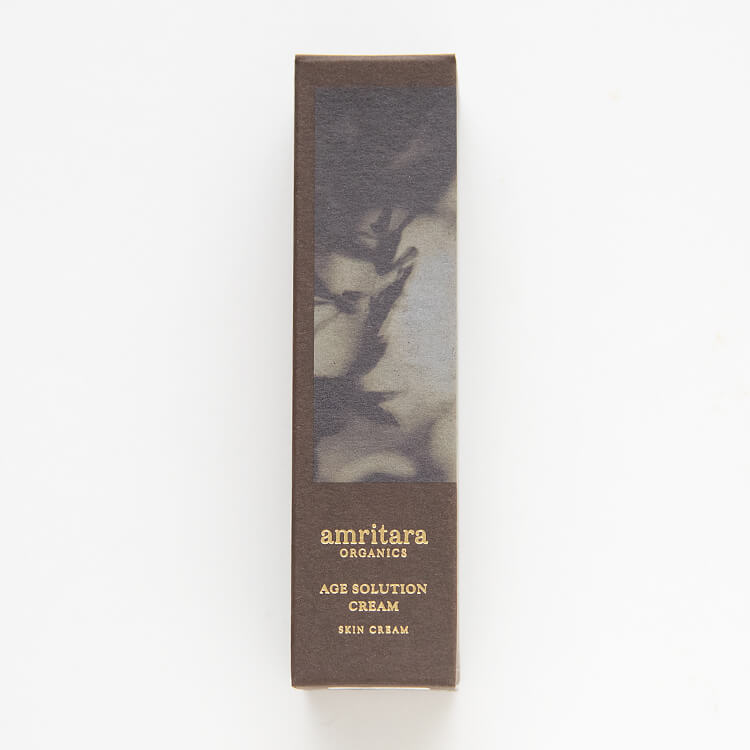 amritara
ORGANICS
AGE SOLUTION
CREAM
SKIN CREAM